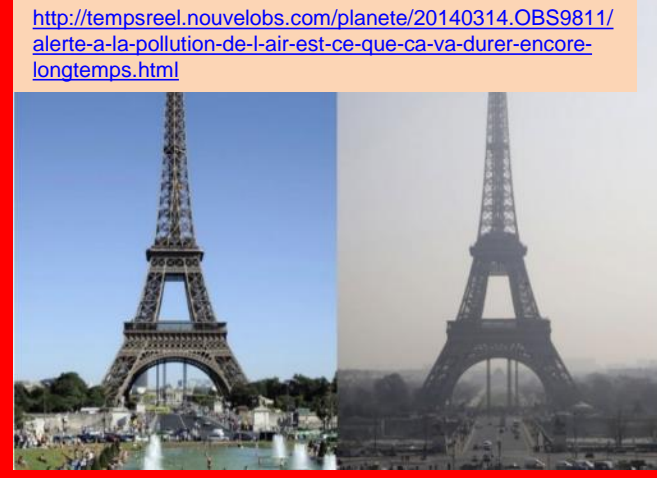 http://tempsreel.nouvelobs.com/planete/20140314.OBS9811/
alerte-a-la-pollution-de-l-air-est-ce-que-ca-va-durer-encore-
longtemps.html